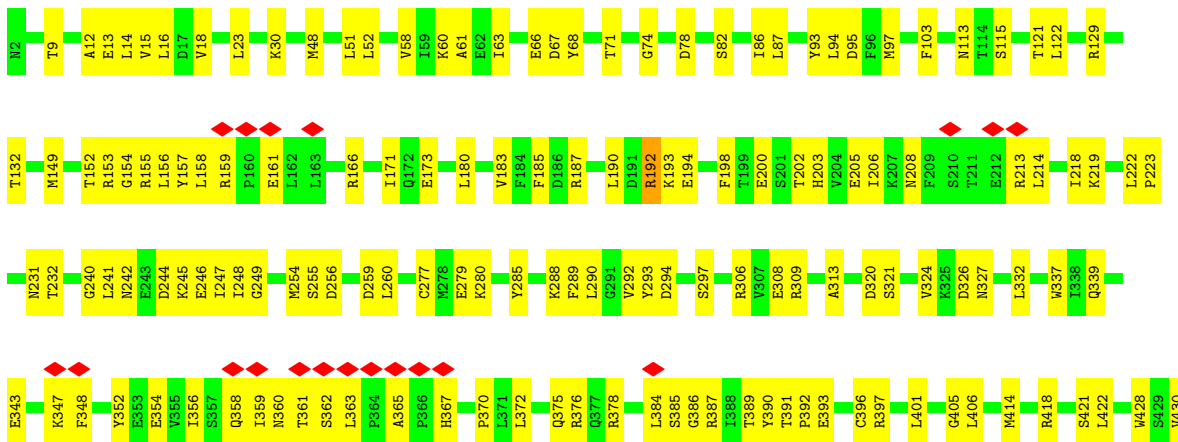 N2 T9 A12 E13 L14 V15 L16 D17 V18 L23 K30 M48 L51 L52 V58 I59 K60 A61 E62 I63 E66 D67 Y68 T71 G74 D78 S82 I86 L87 Y93 L94 D95 F96 M97 F103 N113 T114 S115 T121 L122 R129
T132 M149 T152 R153 G154 R155 L156 Y157 L158 R159 P160 E161 L162 L163 R166 I171 Q172 E173 L180 V183 F184 F185 D186 R187 L190 D191 R192 K193 E194 F198 T199 E200 S201 T202 H203 V204 E205 I206 K207 N208 F209 S210 T211 E212 R213 L214 I218 K219 L222 P223
N231 T232 G240 L241 N242 E243 D244 K245 E246 I247 I248 G249 M254 S255 D256 D259 L260 C277 M278 E279 K280 Y285 K288 F289 L290 G291 V292 Y293 D294 S297 R306 V307 E308 R309 A313 D320 S321 V324 K325 D326 N327 L332 W337 I338 Q339
E343 K347 F348 Y352 E353 E354 V355 I356 S357 Q358 I359 N360 T361 S362 L363 P364 A365 P366 H367 P370 L371 L372 Q375 R376 Q377 R378 L384 S385 G386 R387 I388 T389 Y390 T391 P392 E393 C396 R397 L401 G405 L406 M414 R418 S421 L422 W428 S429 V430